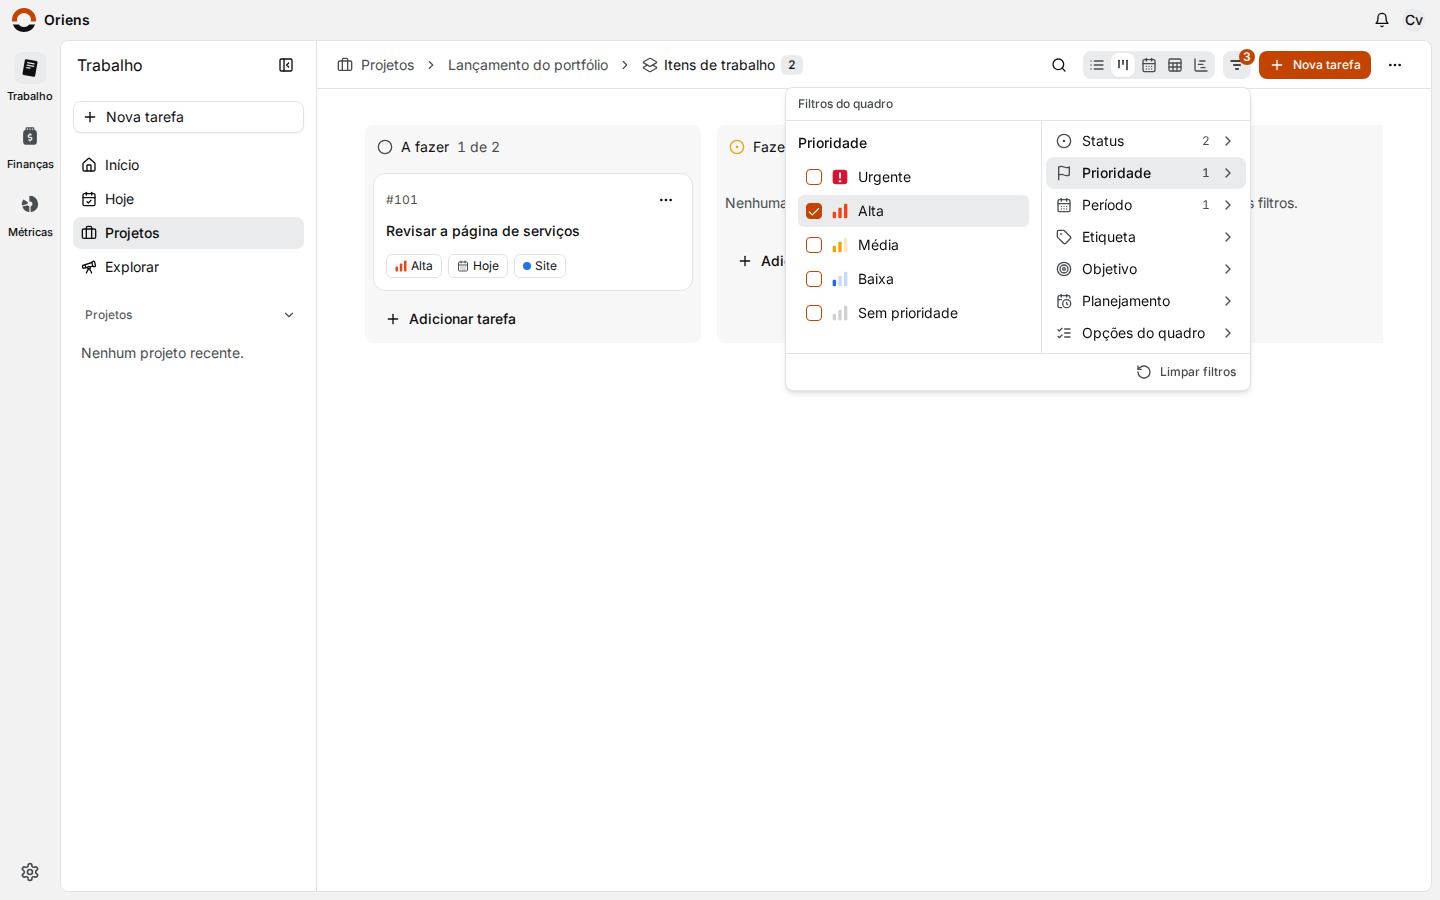 Oriens
Cv
Trabalho
Finanças
Métricas
Trabalho
Nova tarefa
Início
Hoje
Projetos
Explorar
Projetos
Nenhum projeto recente.
Projetos > Lançamento do portfólio > Itens de trabalho 2
3
Nova tarefa
A fazer 1 de 2
#101
Revisar a página de serviços
Alta Hoje Site
Adicionar tarefa
Faze
Nenhuma
Adi
s filtros.
Filtros do quadro
Prioridade
Urgente
Alta
Média
Baixa
Sem prioridade
Status 2
Prioridade 1
Período 1
Etiqueta
Objetivo
Planejamento
Opções do quadro
Limpar filtros